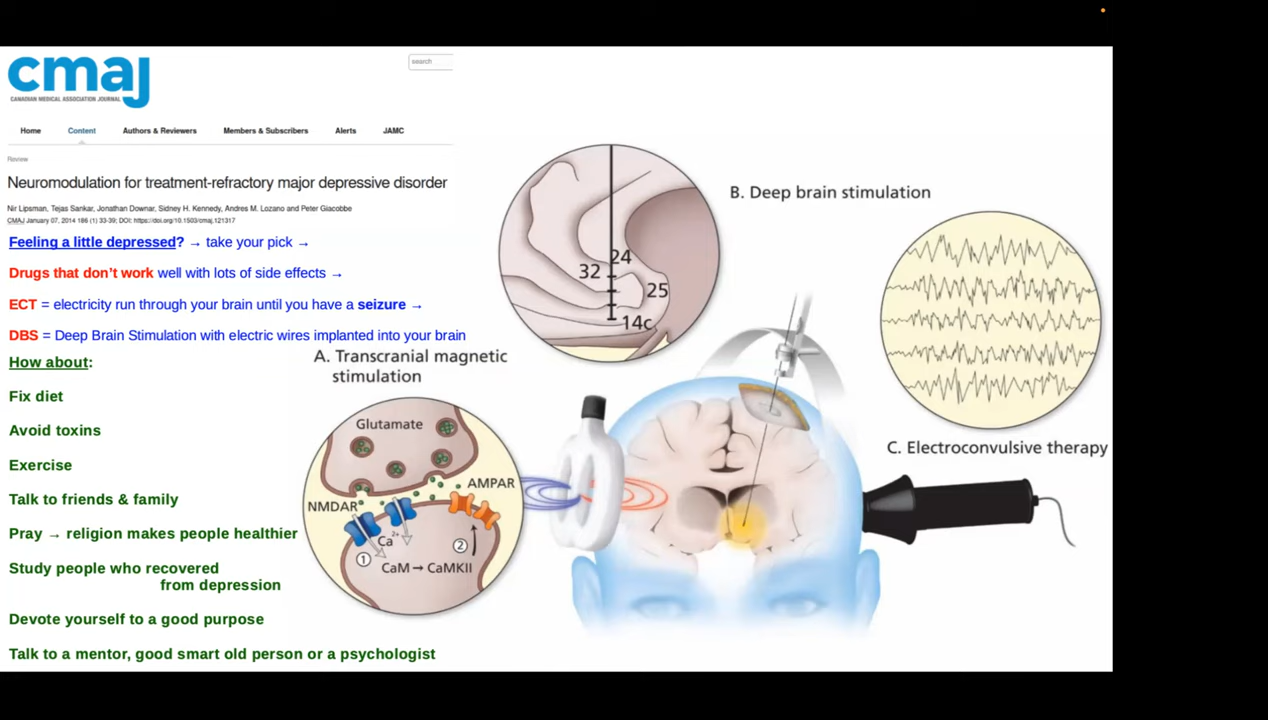 cmaj
CANADIAN MEDICAL ASSOCIATION JOURNAL
search
Home Content Authors & Reviewers Members & Subscribers Alerts JAMC
Review
Neuromodulation for treatment-refractory major depressive disorder
Nir Lipsman, Tejas Sankar, Jonathan Downar, Sidney H. Kennedy, Andres M. Lozano and Peter Giacobbe
CMAJ January 07, 2014 186 (1) 33-39; DOI: https://doi.org/10.1503/cmaj.121317
Feeling a little depressed? → take your pick →
Drugs that don't work well with lots of side effects →
ECT = electricity run through your brain until you have a seizure →
DBS = Deep Brain Stimulation with electric wires implanted into your brain
How about:
Fix diet
Avoid toxins
Exercise
Talk to friends & family
Pray → religion makes people healthier
Study people who recovered
from depression
Devote yourself to a good purpose
Talk to a mentor, good smart old person or a psychologist
A. Transcranial magnetic
stimulation
Glutamate
AMPAR
NMDAR
Ca2+
1
2
CaM → CaMKII
B. Deep brain stimulation
24
32
25
14c
C. Electroconvulsive therapy